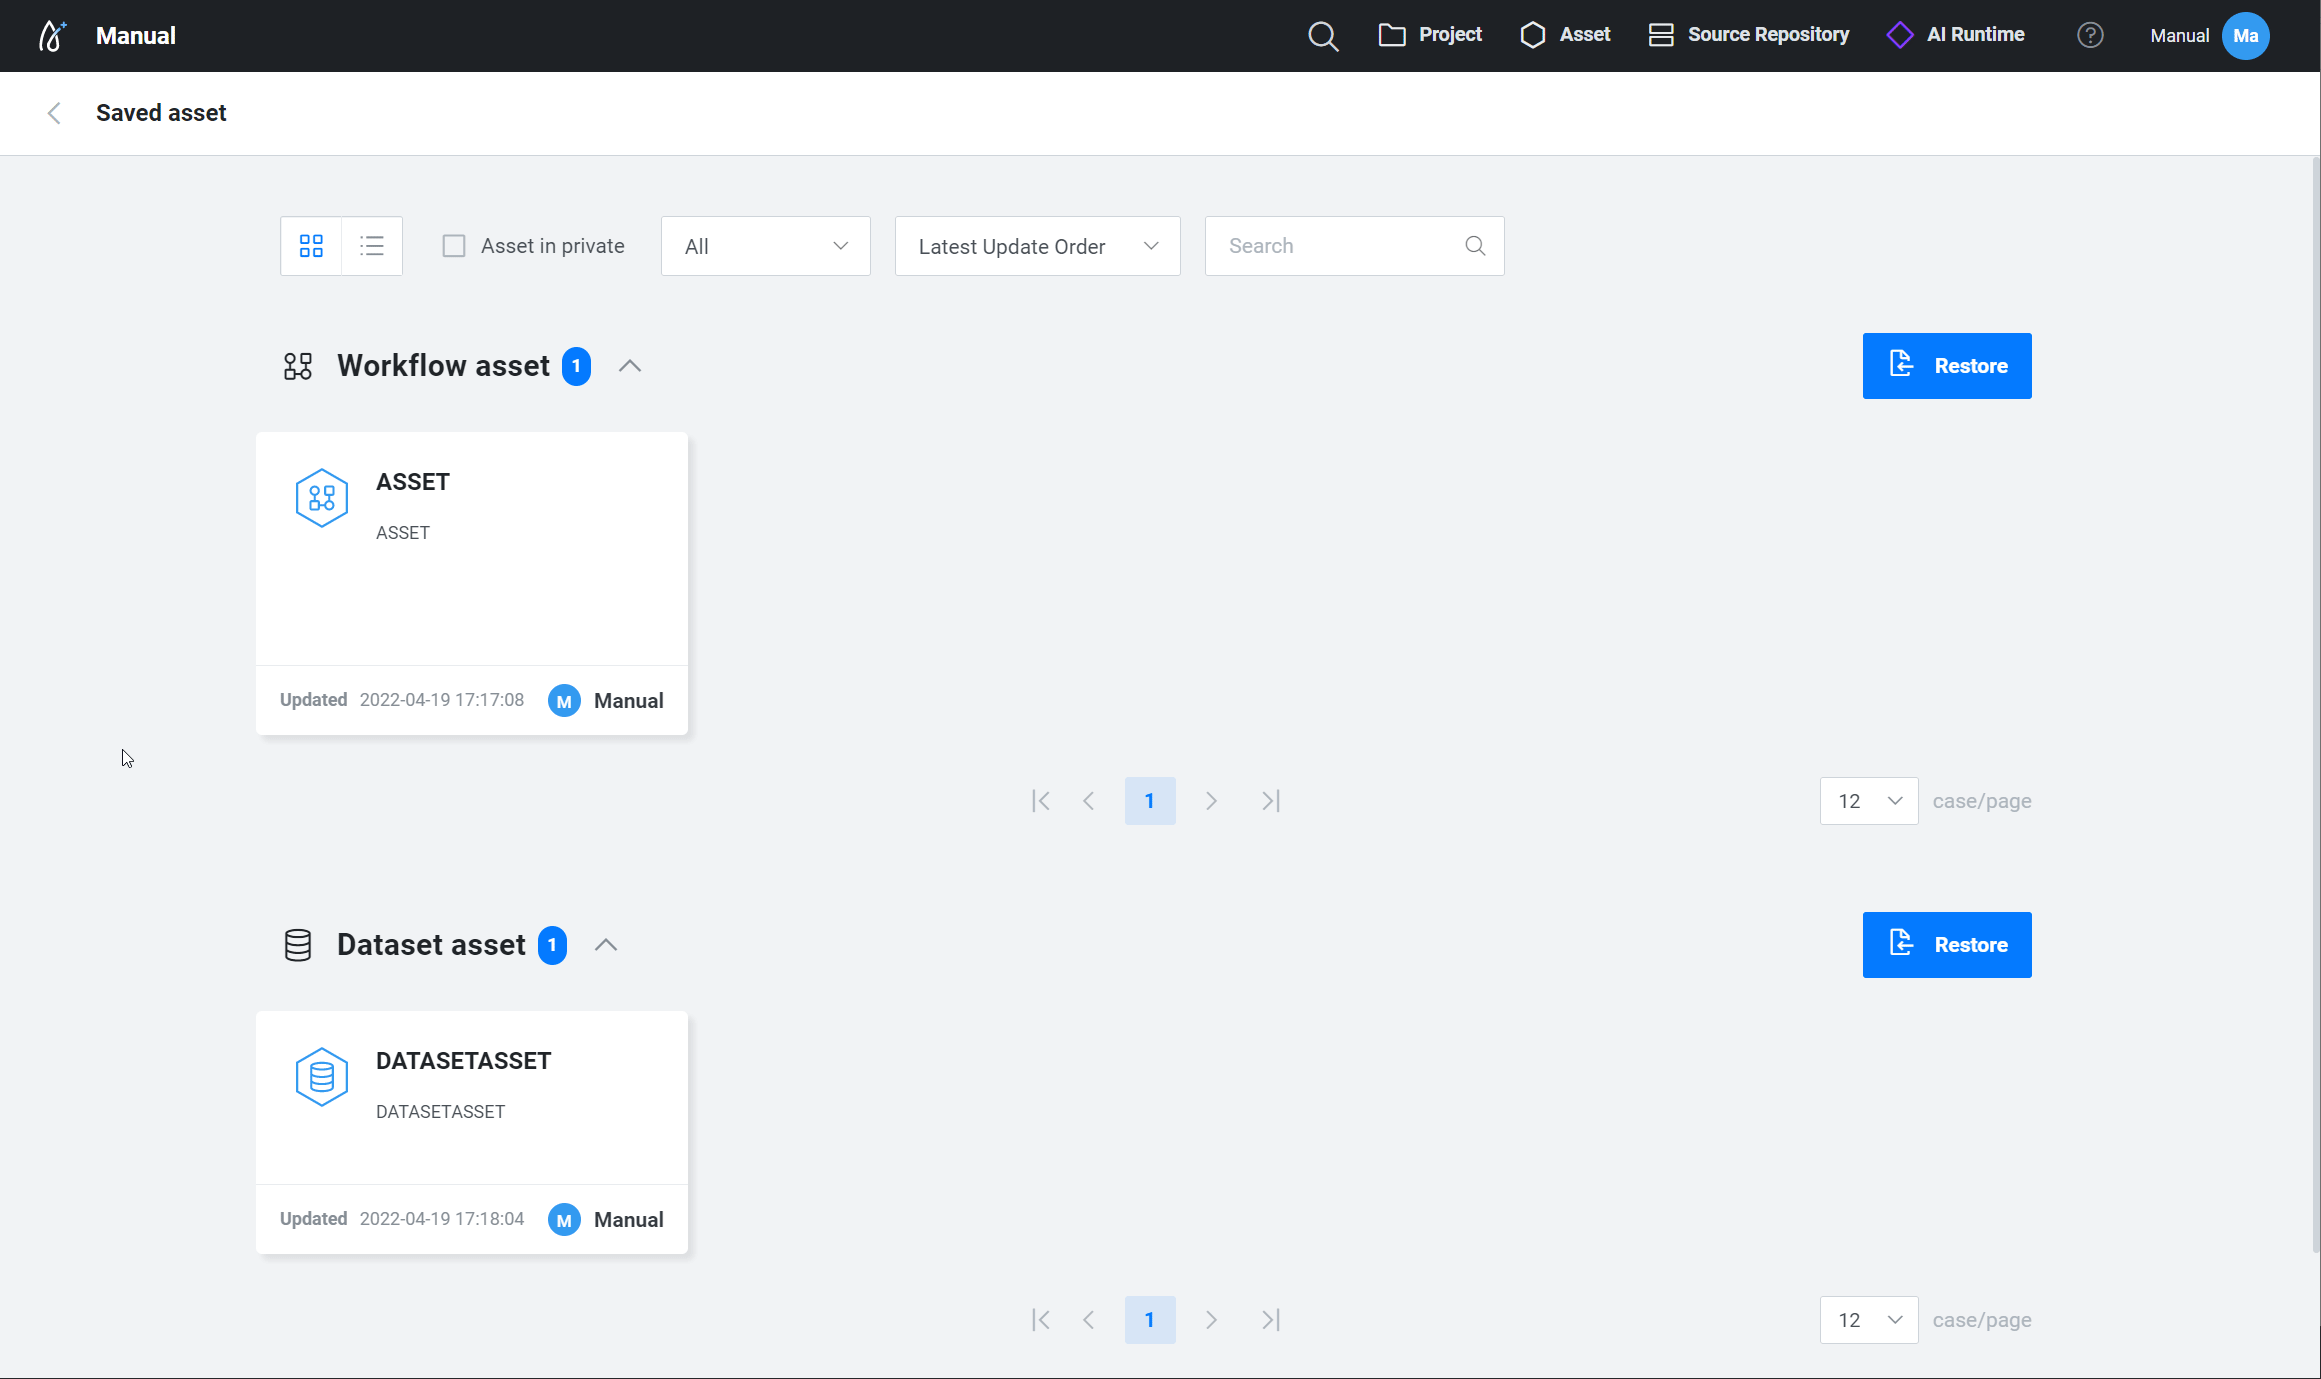 Manual Project Asset Source Repository AI Runtime ? Manual Ma
Saved asset
Asset in private All Latest Update Order Search
Workflow asset 1 Restore
ASSET
ASSET
Updated 2022-04-19 17:17:08 M Manual
1 12 case/page
Dataset asset 1 Restore
DATASETASSET
DATASETASSET
Updated 2022-04-19 17:18:04 M Manual
1 12 case/page